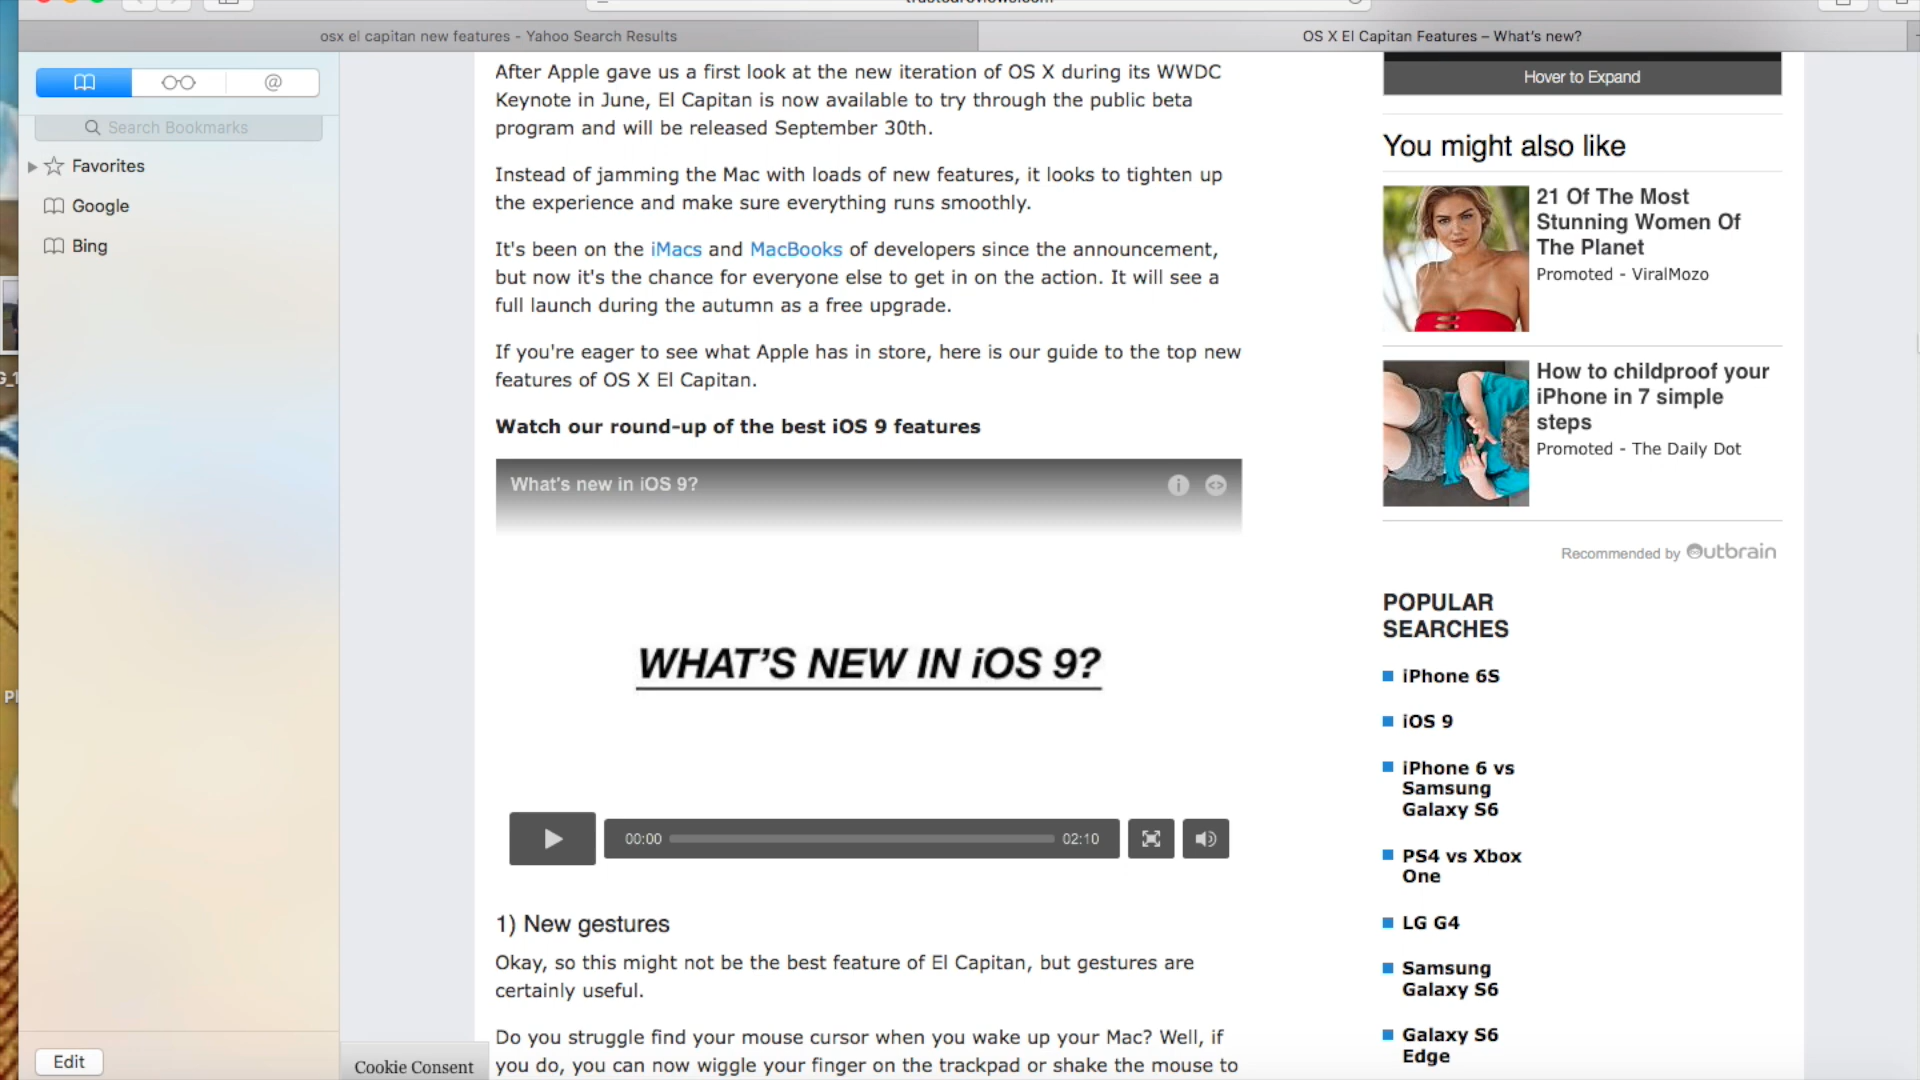 osx el capitan new features - Yahoo Search Results
OS X El Capitan Features – What's new?
@
Search Bookmarks
Favorites
Google
Bing
Edit
After Apple gave us a first look at the new iteration of OS X during its WWDC
Keynote in June, El Capitan is now available to try through the public beta
program and will be released September 30th.
Instead of jamming the Mac with loads of new features, it looks to tighten up
the experience and make sure everything runs smoothly.
It's been on the iMacs and MacBooks of developers since the announcement,
but now it's the chance for everyone else to get in on the action. It will see a
full launch during the autumn as a free upgrade.
If you're eager to see what Apple has in store, here is our guide to the top new
features of OS X El Capitan.
Watch our round-up of the best iOS 9 features
What's new in iOS 9?
WHAT'S NEW IN iOS 9?
00:00
02:10
1) New gestures
Okay, so this might not be the best feature of El Capitan, but gestures are
certainly useful.
Do you struggle find your mouse cursor when you wake up your Mac? Well, if
you do, you can now wiggle your finger on the trackpad or shake the mouse to
Cookie Consent
Hover to Expand
You might also like
21 Of The Most
Stunning Women Of
The Planet
Promoted - ViralMozo
How to childproof your
iPhone in 7 simple
steps
Promoted - The Daily Dot
Recommended by Outbrain
POPULAR
SEARCHES
iPhone 6S
iOS 9
iPhone 6 vs
Samsung
Galaxy S6
PS4 vs Xbox
One
LG G4
Samsung
Galaxy S6
Galaxy S6
Edge